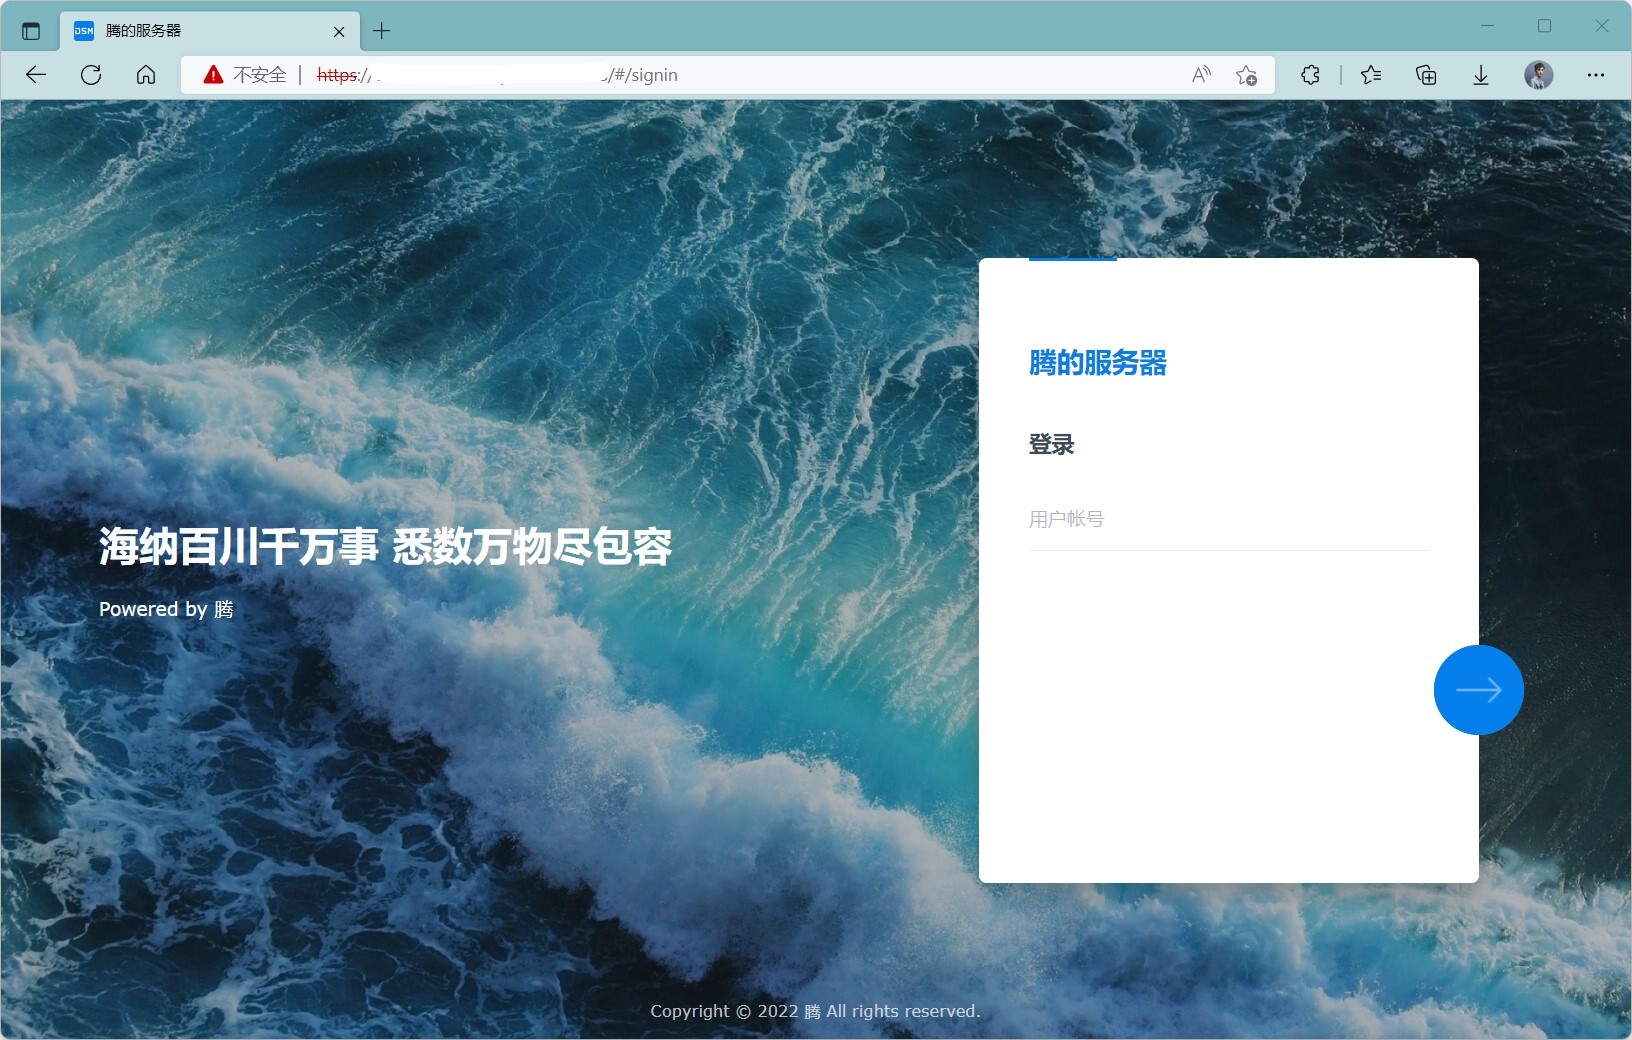 DSM 腾的服务器
不安全 https:// /#/signin
腾的服务器
登录
用户帐号
海纳百川千万事 悉数万物尽包容
Powered by 腾
Copyright © 2022 腾 All rights reserved.